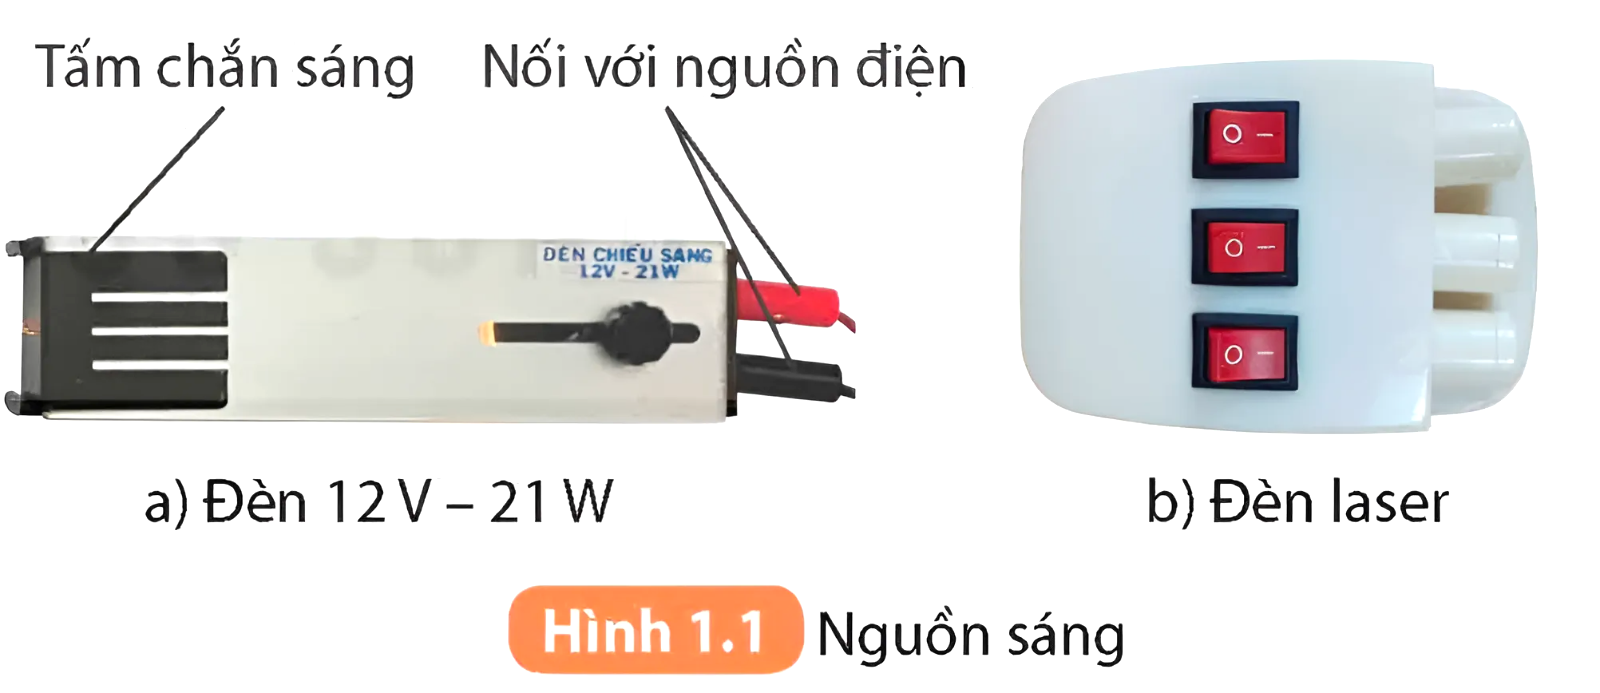 Tấm chắn sáng
Nối với nguồn điện
ĐÈN CHIẾU SÁNG
12V - 21W
a) Đèn 12 V – 21 W
b) Đèn laser
Hình 1.1 Nguồn sáng